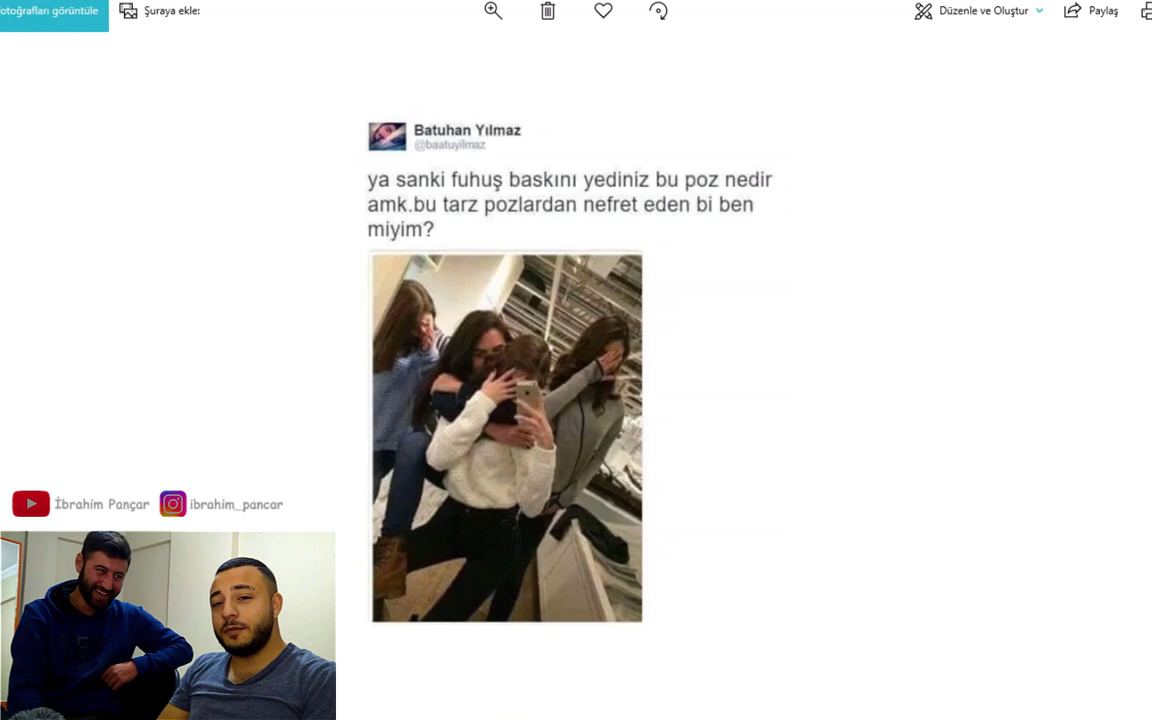 fotoğrafları görüntüle
Şuraya ekle:
Düzenle ve Oluştur
Paylaş
Batuhan Yılmaz
@baatuyilmaz
ya sanki fuhuş baskını yediniz bu poz nedir
amk.bu tarz pozlardan nefret eden bi ben
miyim?
İbrahim Pançar
ibrahim_pancar